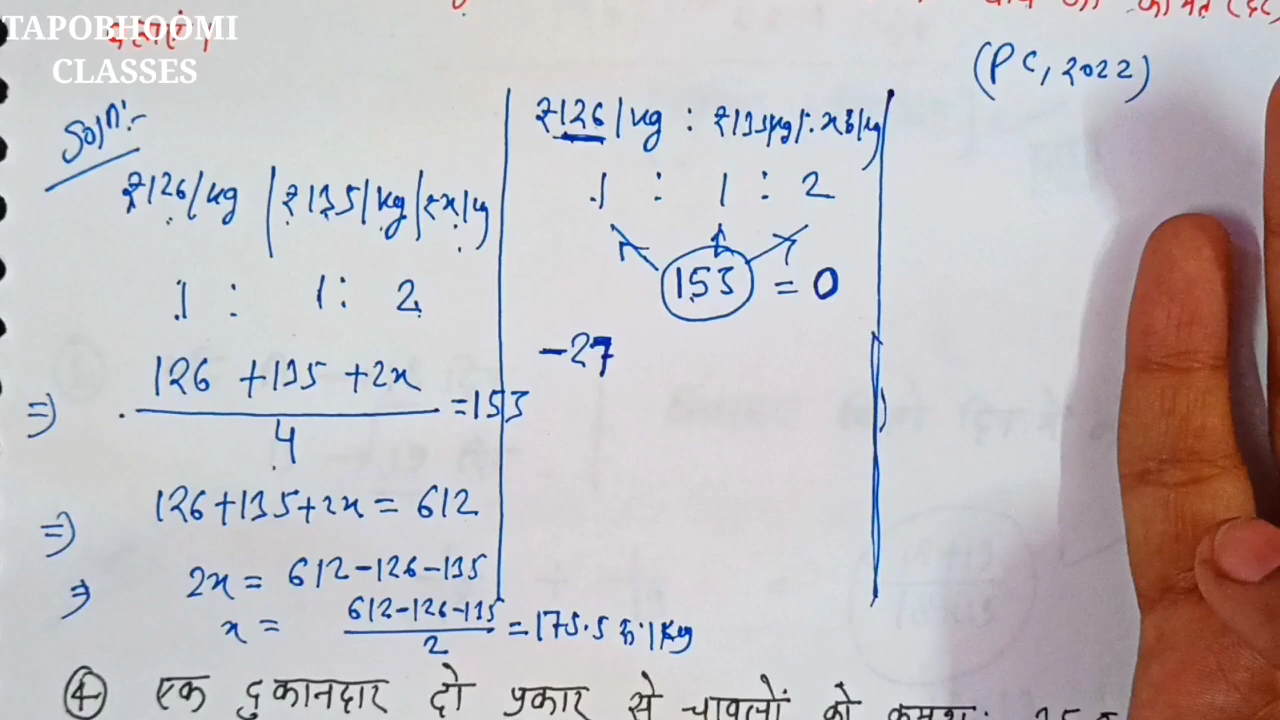 TAPOBHOOMI
CLASSES
(PC, 2022)
Soln:-
₹126/kg | ₹135/kg | ₹x/kg
1 : 1 : 2
⇒ 126 + 135 + 2x / 4 = 153
⇒ 126+135+2x = 612
⇒ 2x = 612-126-135
x = 612-126-135 / 2 = 175.5 रु./kg
₹126/kg : ₹135/kg : xरु/kg
1 : 1 : 2
153 = 0
-27
④ एक दुकानदार दो प्रकार से चावलों को क्रमश: